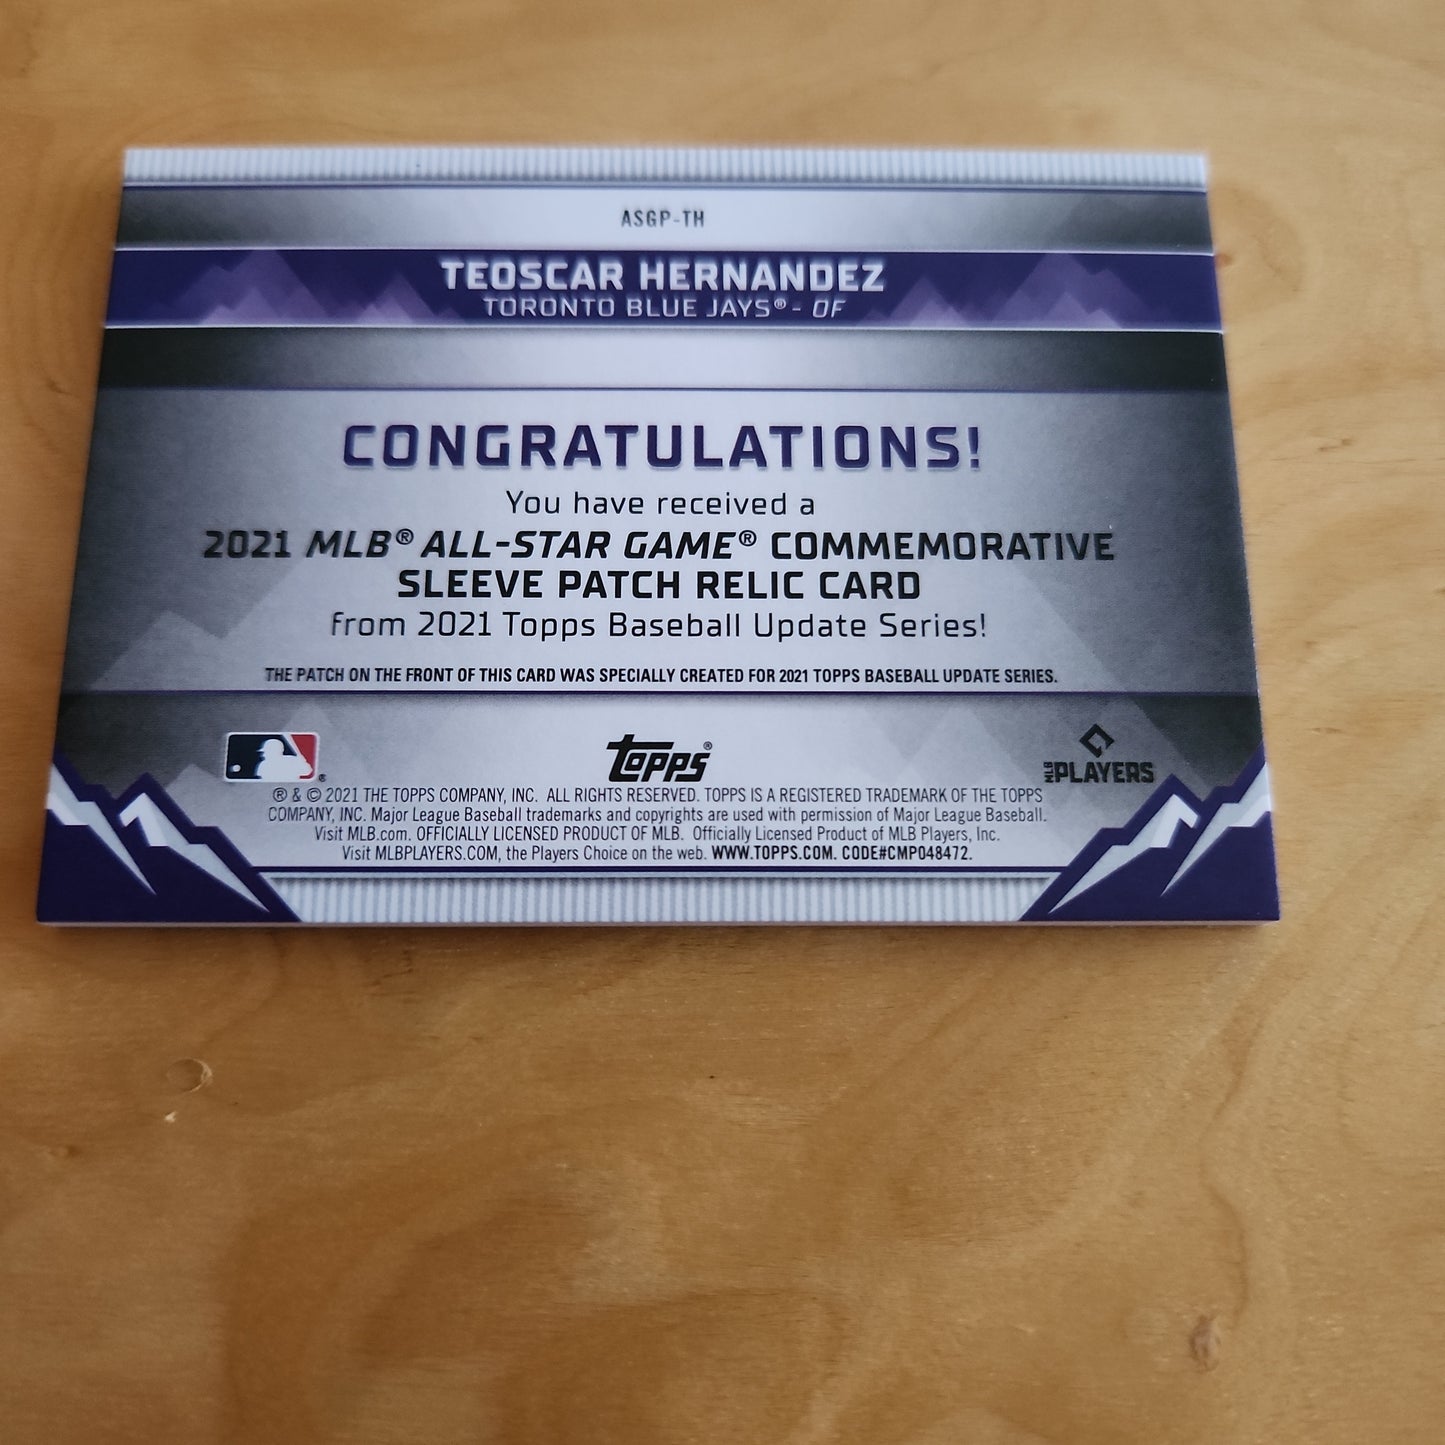 ASGP-TH
TEOSCAR HERNANDEZ
TORONTO BLUE JAYS® - OF
CONGRATULATIONS!
You have received a
2021 MLB® ALL-STAR GAME® COMMEMORATIVE
SLEEVE PATCH RELIC CARD
from 2021 Topps Baseball Update Series!
THE PATCH ON THE FRONT OF THIS CARD WAS SPECIALLY CREATED FOR 2021 TOPPS BASEBALL UPDATE SERIES.
topps®
MLB PLAYERS
® & © 2021 THE TOPPS COMPANY, INC. ALL RIGHTS RESERVED. TOPPS IS A REGISTERED TRADEMARK OF THE TOPPS
COMPANY, INC. Major League Baseball trademarks and copyrights are used with permission of Major League Baseball.
Visit MLB.com. OFFICIALLY LICENSED PRODUCT OF MLB. Officially Licensed Product of MLB Players, Inc.
Visit MLBPLAYERS.COM, the Players Choice on the web. WWW.TOPPS.COM. CODE#CMP048472.